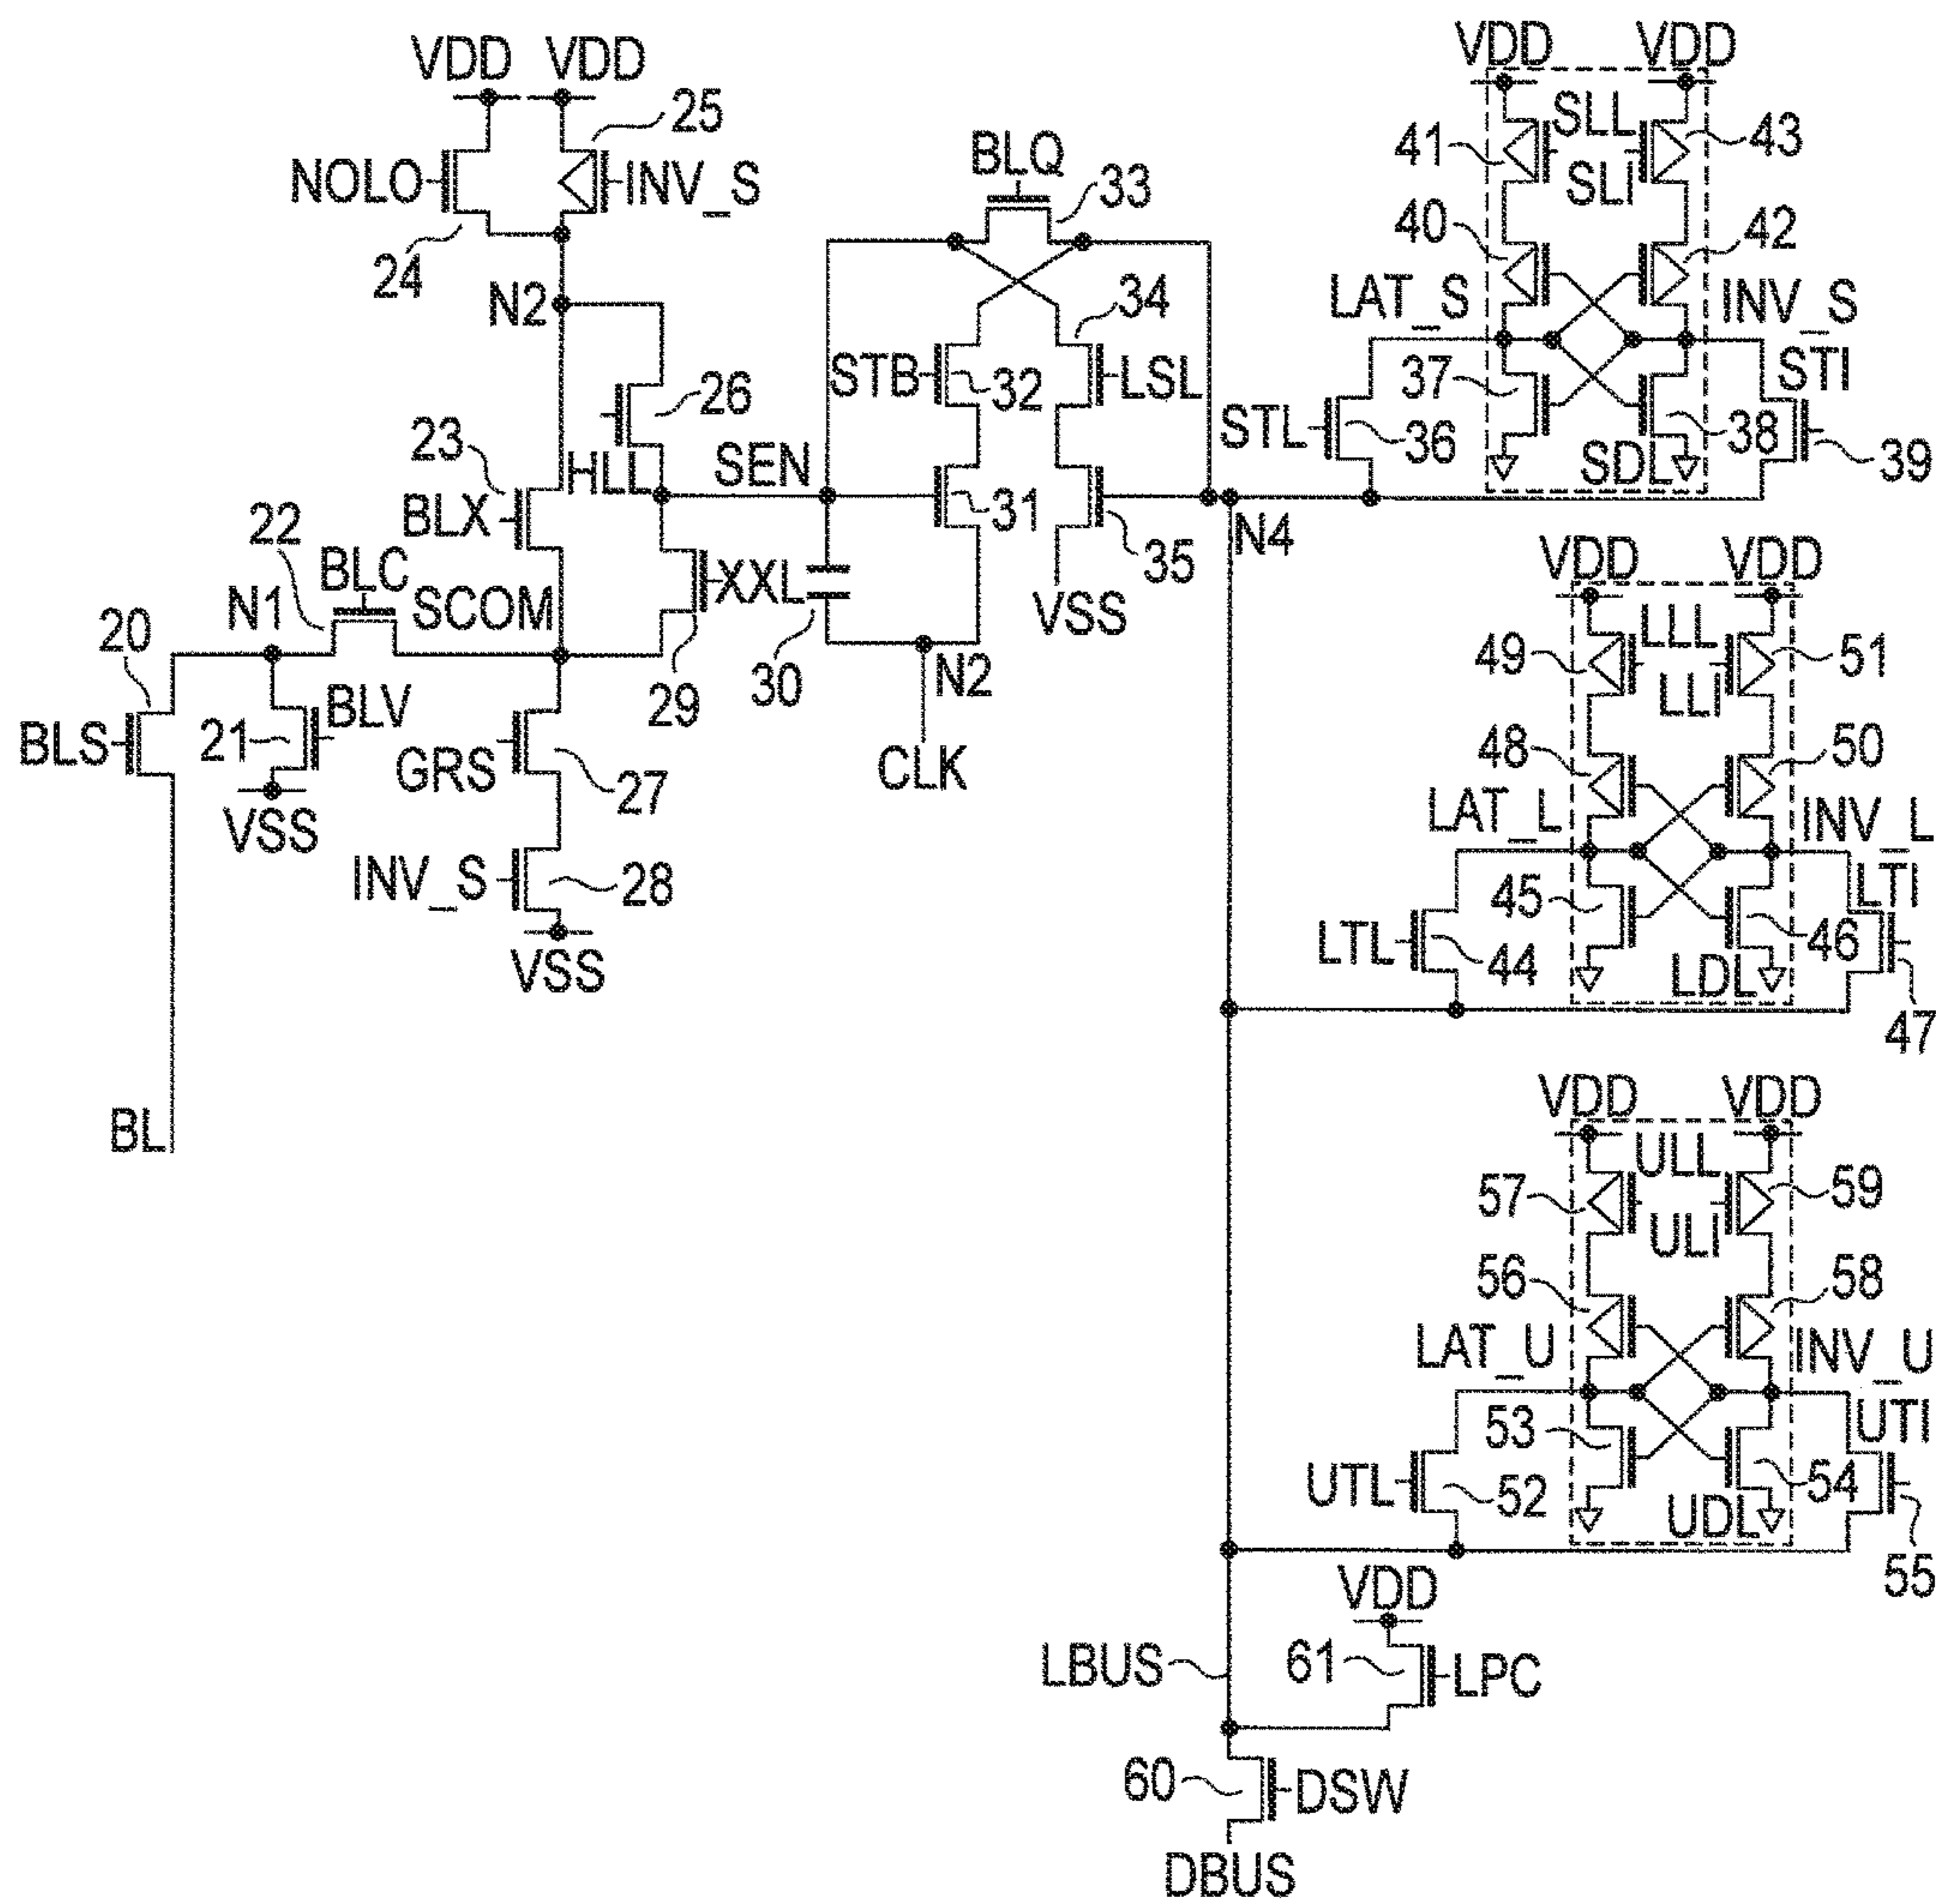 VDD VDD
25
NOLO
INV_S
24
N2
BLQ
33
34
STB
32
LSL
26
23
HLL
SEN
BLX
31
35
N4
22
BLC
N1
SCOM
XXL
VSS
20
30
N2
29
BLS
21
BLV
GRS
27
CLK
VSS
INV_S
28
VSS
BL
VDD VDD
41
SLL
SLI
43
40
42
LAT_S
INV_S
STI
37
STL
36
38
SDL
39
VDD VDD
49
LLL
LLI
51
48
50
LAT_L
INV_L
LTI
45
LTL
44
46
LDL
47
VDD VDD
57
ULL
ULI
59
56
58
LAT_U
INV_U
UTI
53
UTL
52
54
UDL
55
VDD
LBUS
61
LPC
60
DSW
DBUS